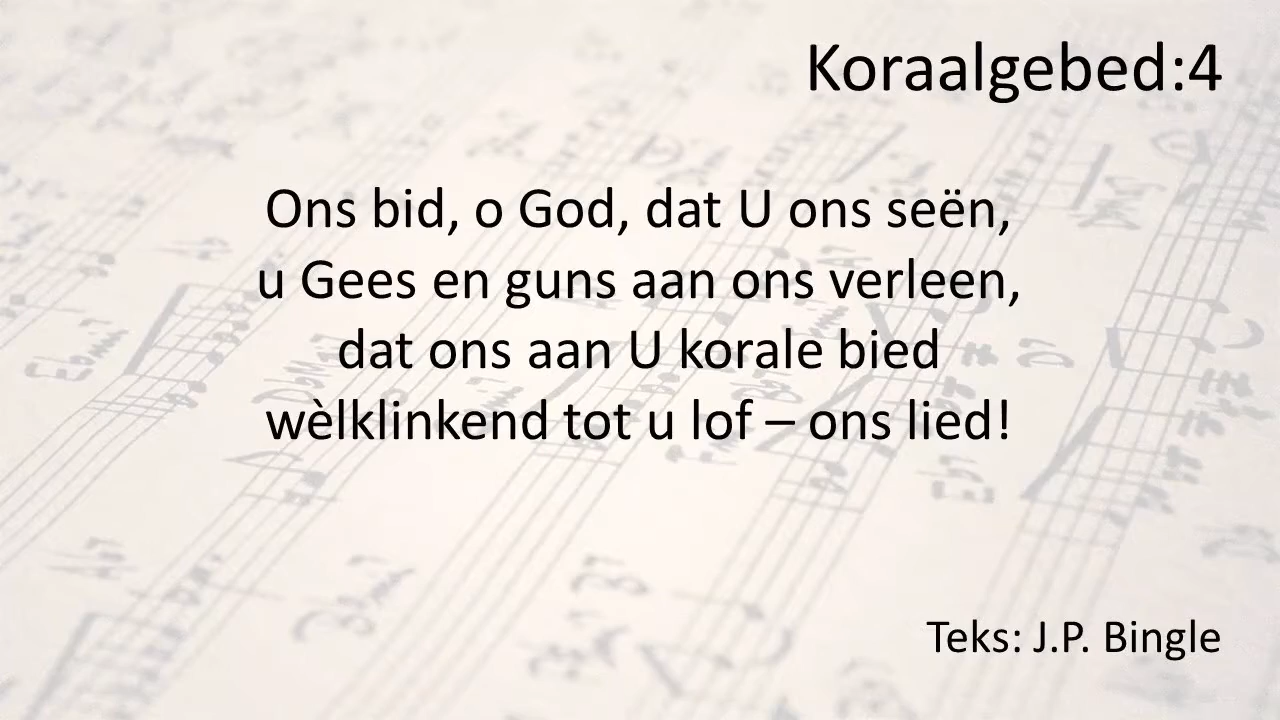 Koraalgebed:4
Ons bid, o God, dat U ons seën,
u Gees en guns aan ons verleen,
dat ons aan U korale bied
wèlklinkend tot u lof – ons lied!
Teks: J.P. Bingle